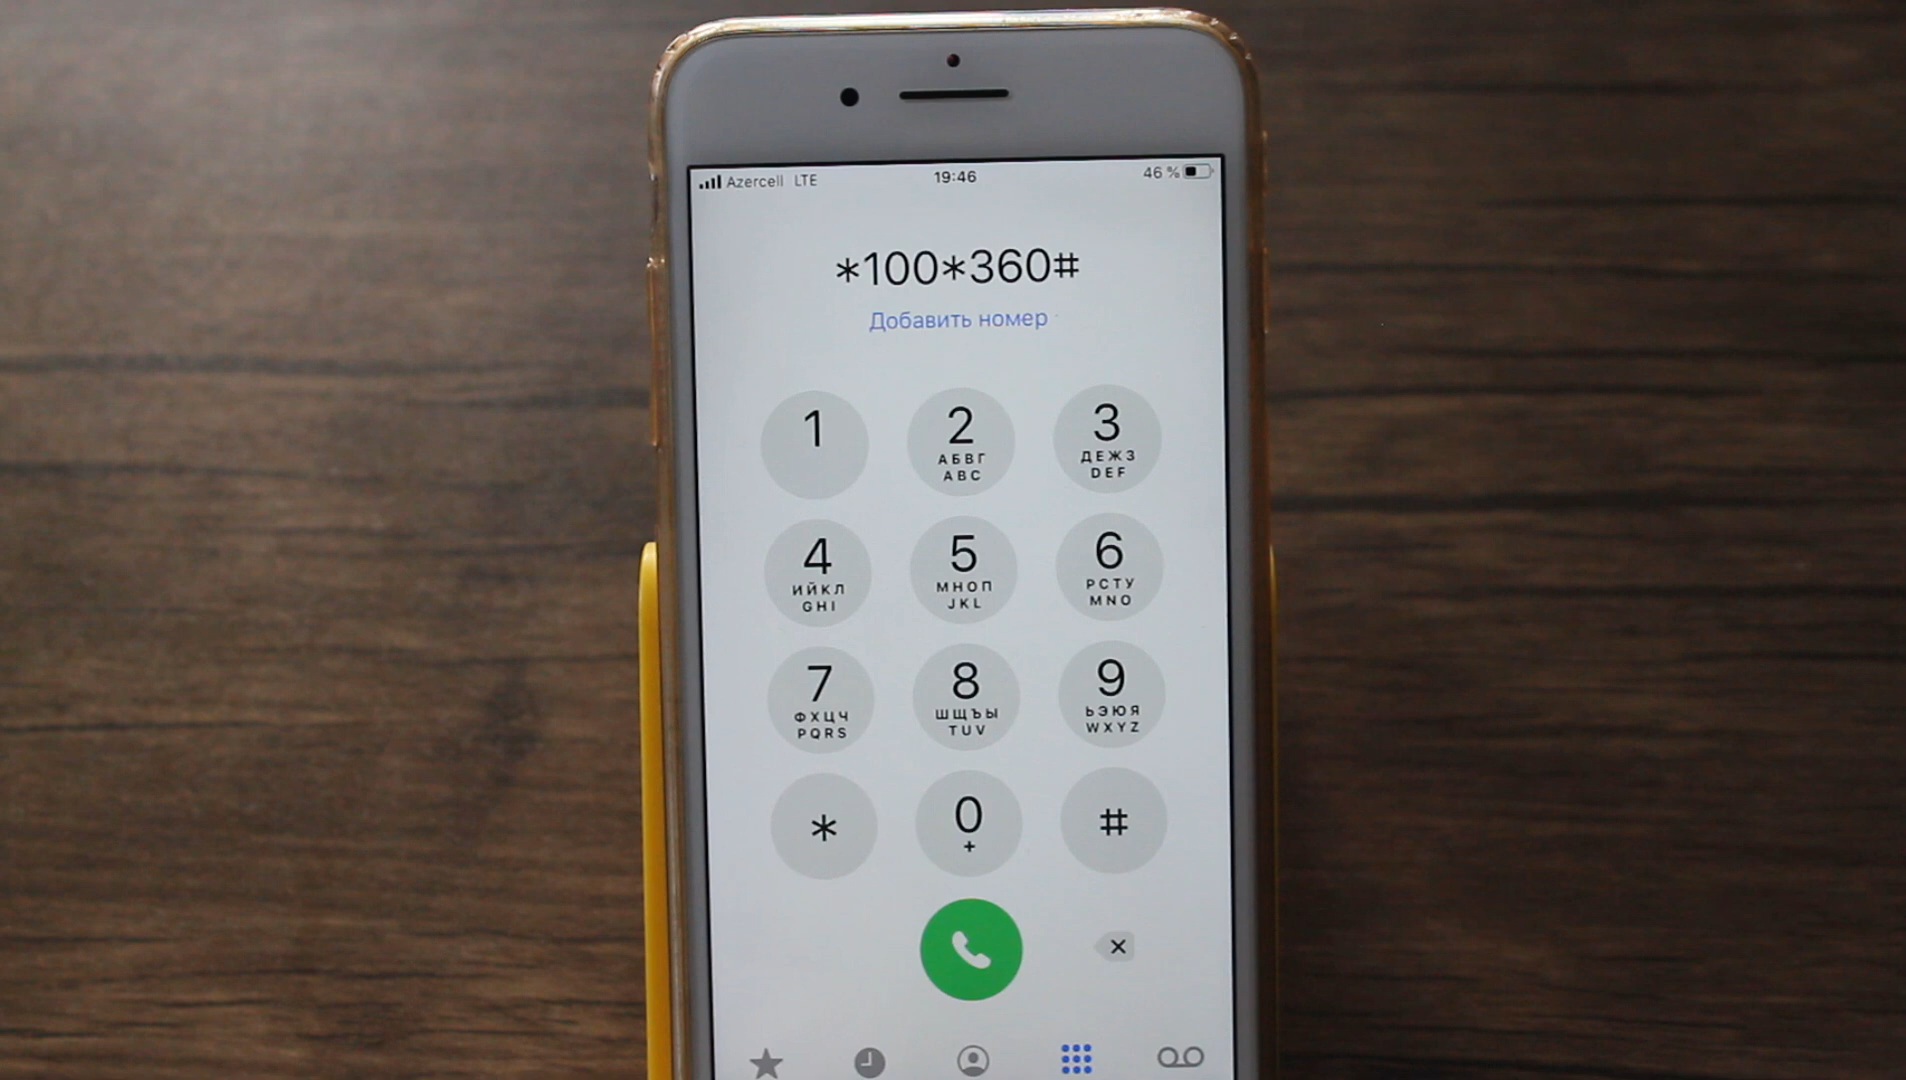 Azercell LTE 19:46 46 %
*100*360#
Добавить номер
1 2 3
АБВГ ДЕЖЗ
ABC DEF
4 5 6
ИЙКЛ МНОП РСТУ
GHI JKL MNO
7 8 9
ФХЦЧ ШЩЪЫ ЬЭЮЯ
PQRS TUV WXYZ
* 0 #
+